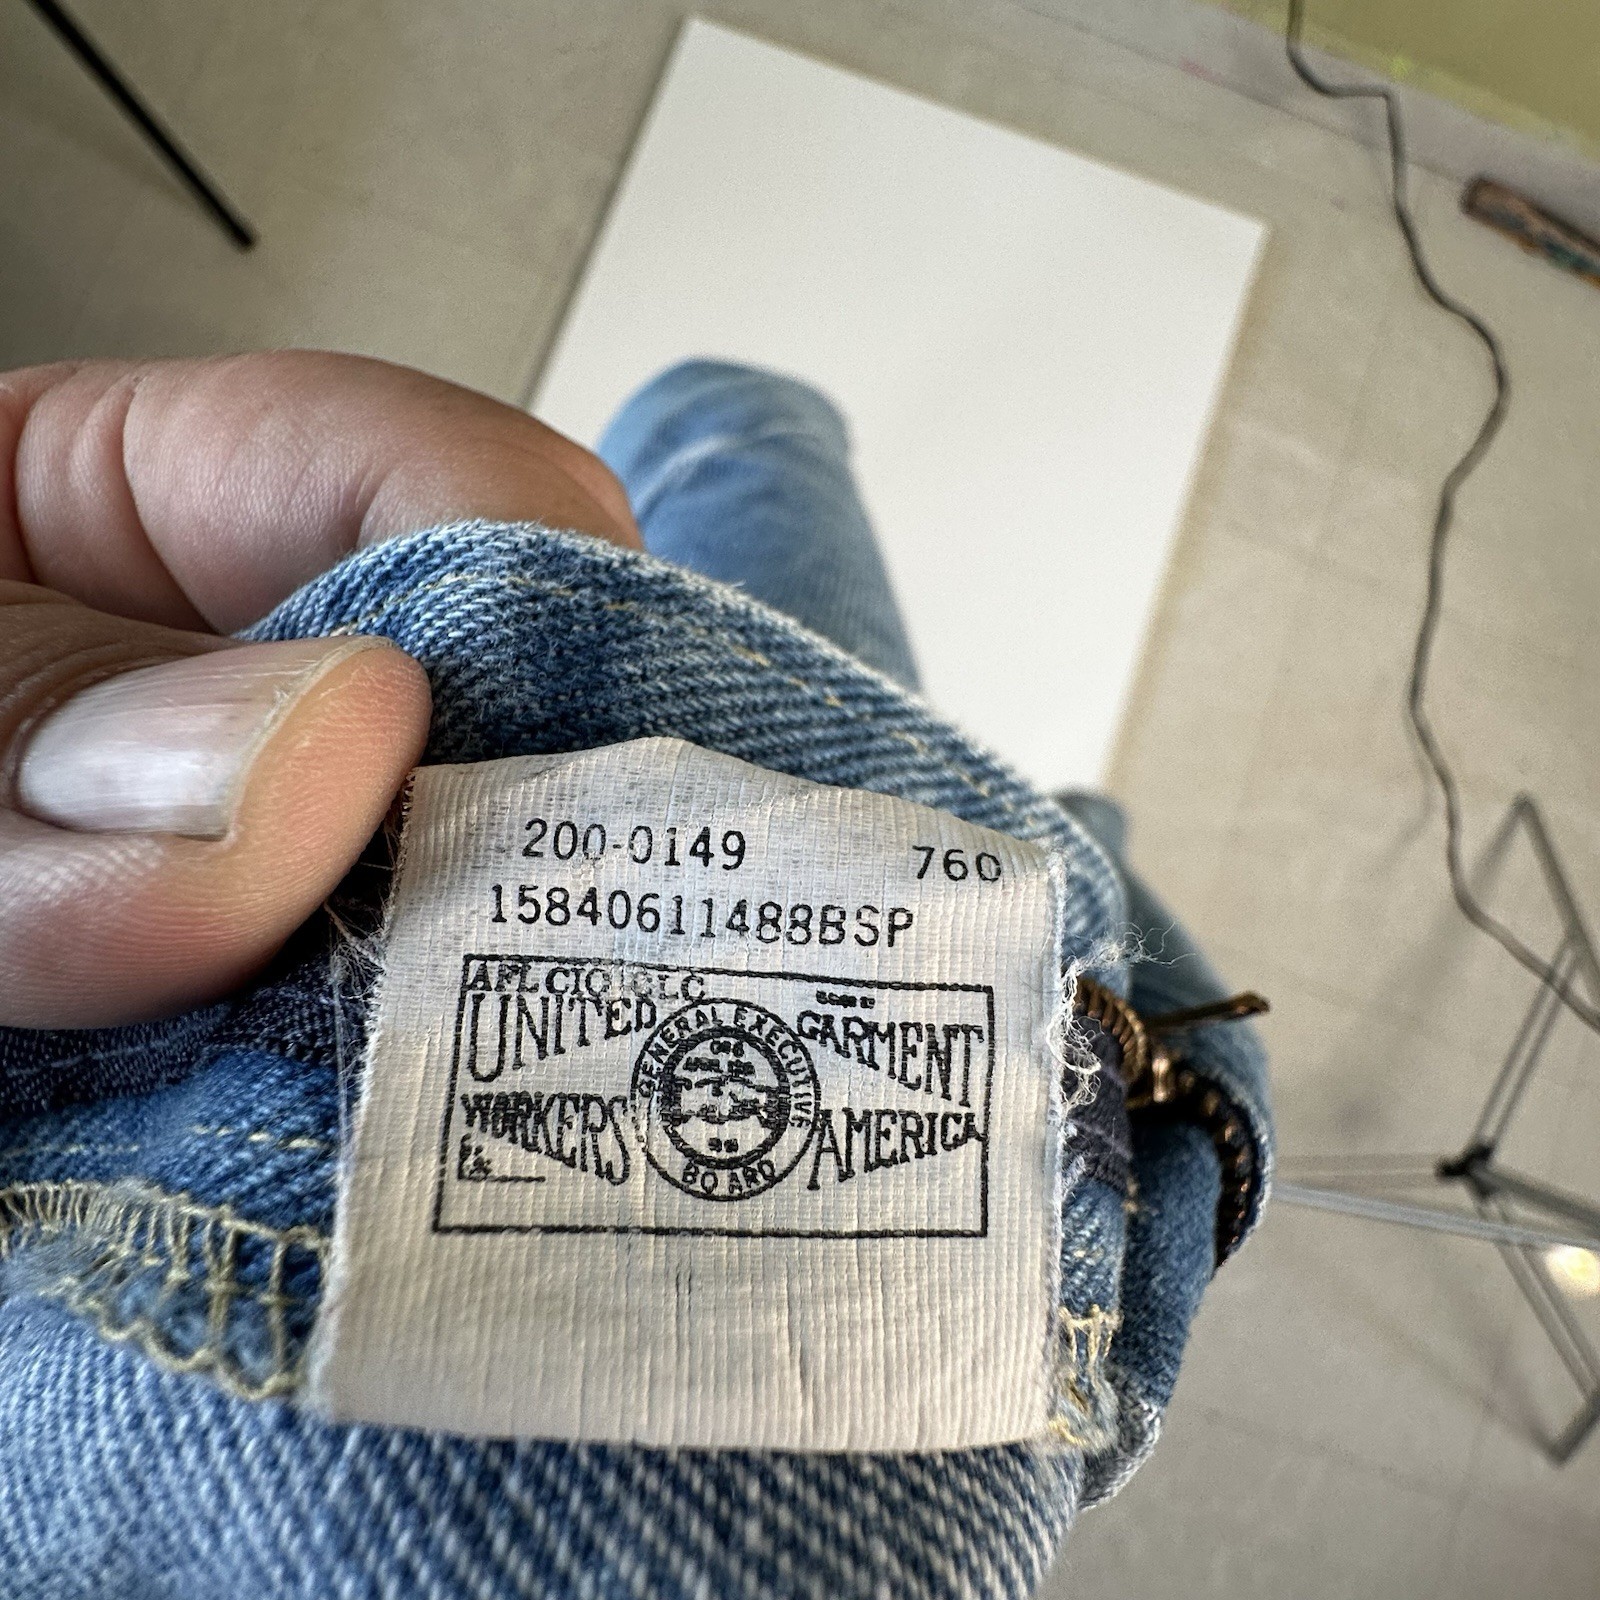 200-0149 760
15840611488BSP
AFL CIO CLC
UNITED GARMENT
WORKERS AMERICA
GENERAL EXECUTIVE
BOARD